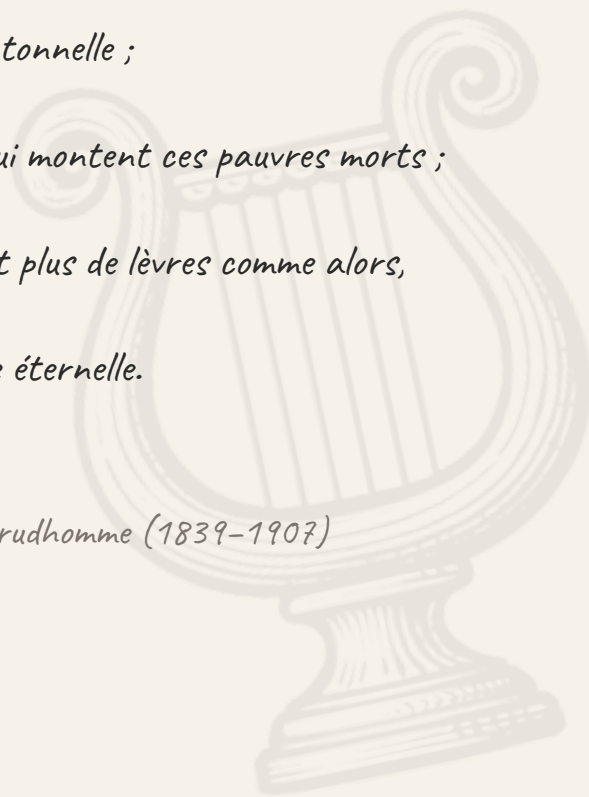 tonnelle ;
ui montent ces pauvres morts ;
t plus de lèvres comme alors,
e éternelle.
rudhomme (1839–1907)